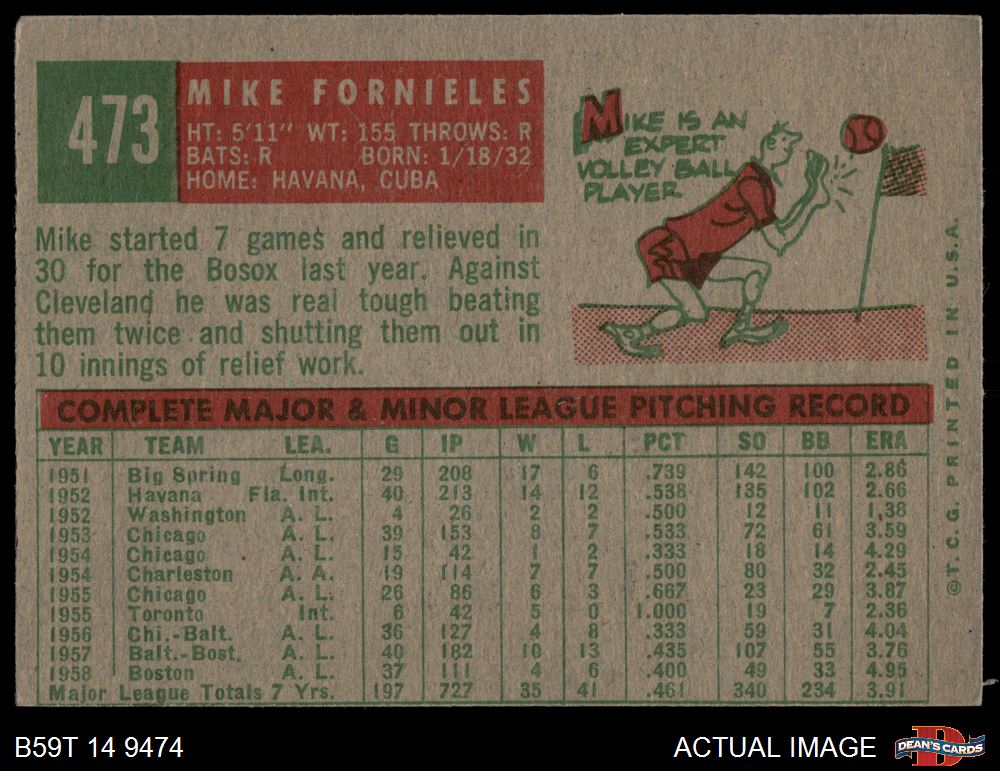 473
MIKE FORNIELES
HT: 5'11" WT: 155 THROWS: R
BATS: R BORN: 1/18/32
HOME: HAVANA, CUBA
MIKE IS AN
EXPERT
VOLLEY BALL
PLAYER
Mike started 7 games and relieved in
30 for the Bosox last year. Against
Cleveland he was real tough beating
them twice and shutting them out in
10 innings of relief work.
COMPLETE MAJOR & MINOR LEAGUE PITCHING RECORD
YEAR TEAM LEA. G IP W L PCT SO BB ERA
1951 Big Spring Long. 29 208 17 6 .739 142 100 2.86
1952 Havana Fla. Int. 40 213 14 12 .538 135 102 2.66
1952 Washington A. L. 4 26 2 2 .500 12 11 1.38
1953 Chicago A. L. 39 153 8 7 .533 72 61 3.59
1954 Chicago A. L. 15 42 1 2 .333 18 14 4.29
1954 Charleston A. A. 19 114 7 7 .500 80 32 2.45
1955 Chicago A. L. 26 86 6 3 .667 23 29 3.87
1955 Toronto Int. 6 42 5 0 1.000 19 7 2.36
1956 Chi.-Balt. A. L. 36 127 4 8 .333 59 31 4.04
1957 Balt.-Bost. A. L. 40 182 10 13 .435 107 55 3.76
1958 Boston A. L. 37 111 4 6 .400 49 33 4.95
Major League Totals 7 Yrs. 197 727 35 41 .461 340 234 3.91
©T.C.G. PRINTED IN U.S.A.
B59T 14 9474
ACTUAL IMAGE
D
DEAN'S CARDS